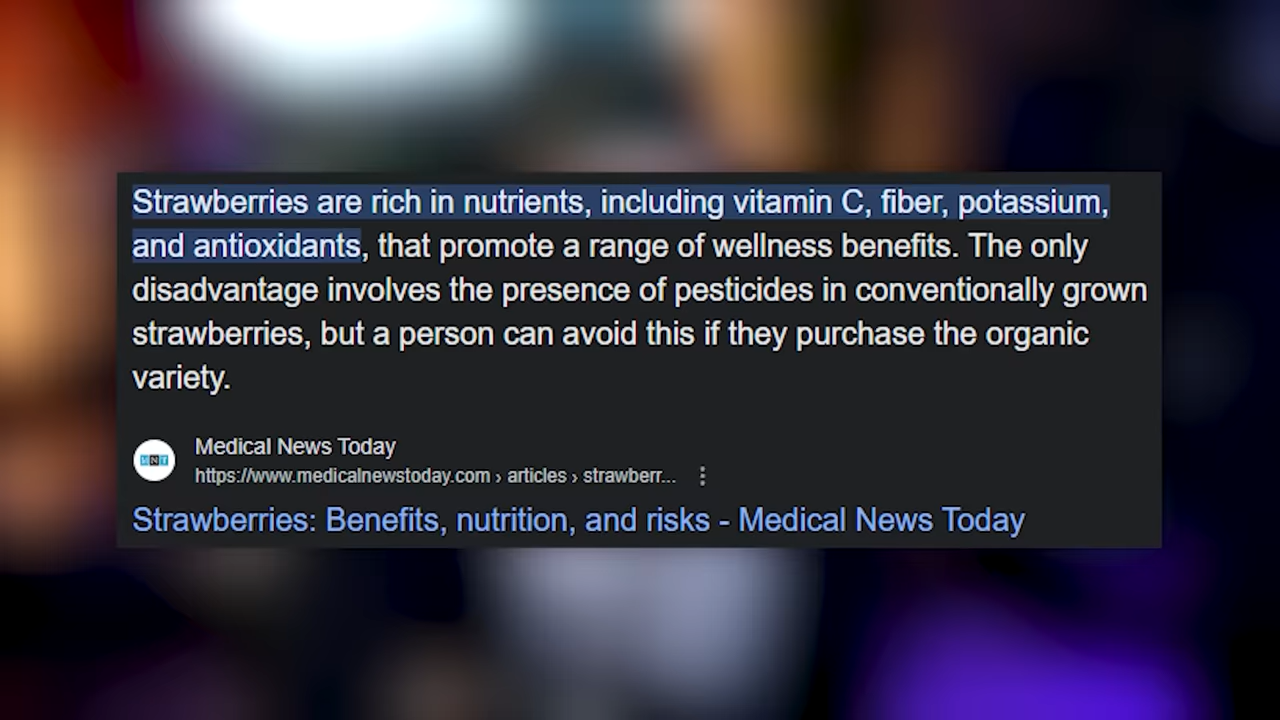 Strawberries are rich in nutrients, including vitamin C, fiber, potassium,
and antioxidants, that promote a range of wellness benefits. The only
disadvantage involves the presence of pesticides in conventionally grown
strawberries, but a person can avoid this if they purchase the organic
variety.
MNT
Medical News Today
https://www.medicalnewstoday.com › articles › strawberr...
Strawberries: Benefits, nutrition, and risks - Medical News Today